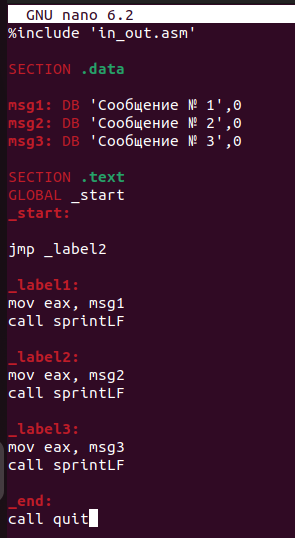 GNU nano 6.2
%include 'in_out.asm'
SECTION .data
msg1: DB 'Сообщение № 1',0
msg2: DB 'Сообщение № 2',0
msg3: DB 'Сообщение № 3',0
SECTION .text
GLOBAL _start
_start:
jmp _label2
_label1:
mov eax, msg1
call sprintLF
_label2:
mov eax, msg2
call sprintLF
_label3:
mov eax, msg3
call sprintLF
_end:
call quit